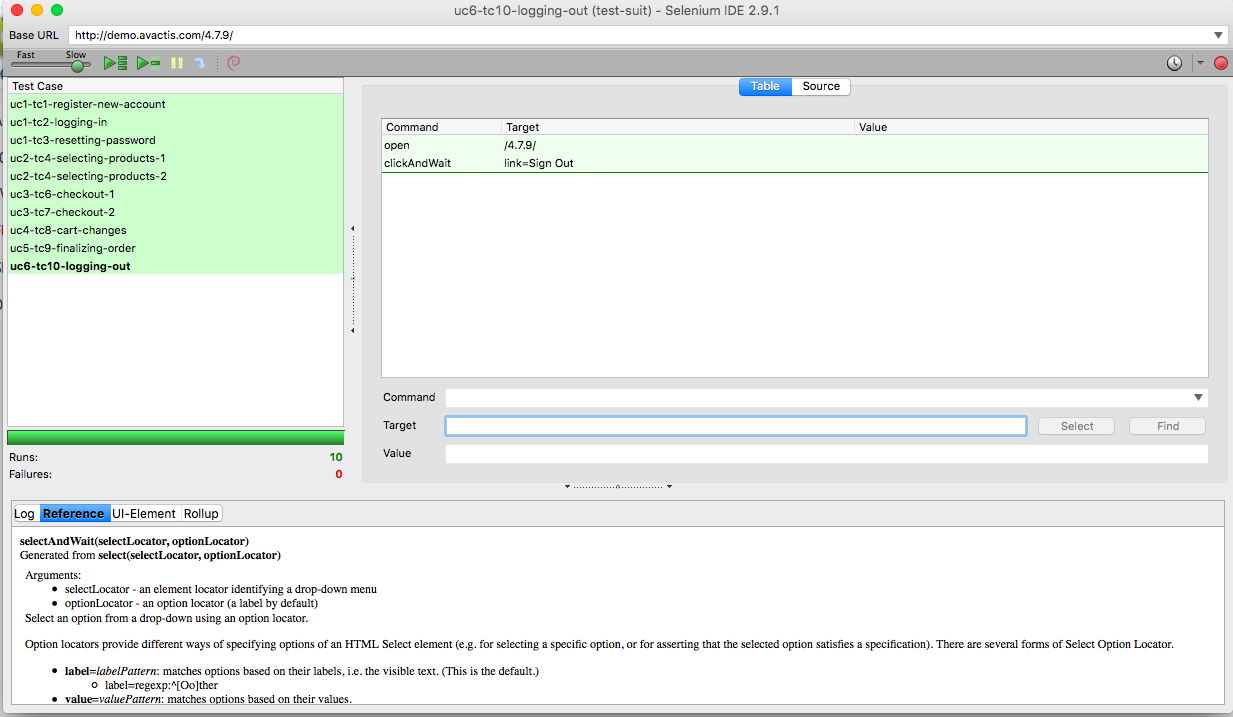 uc6-tc10-logging-out (test-suit) - Selenium IDE 2.9.1
Base URL http://demo.avactis.com/4.7.9/
Fast Slow
Table Source
Test Case
uc1-tc1-register-new-account
uc1-tc2-logging-in
uc1-tc3-resetting-password
uc2-tc4-selecting-products-1
uc2-tc4-selecting-products-2
uc3-tc6-checkout-1
uc3-tc7-checkout-2
uc4-tc8-cart-changes
uc5-tc9-finalizing-order
uc6-tc10-logging-out
Runs: 10
Failures: 0
Command Target Value
open /4.7.9/
clickAndWait link=Sign Out
Command
Target Select Find
Value
Log Reference UI-Element Rollup
selectAndWait(selectLocator, optionLocator)
Generated from select(selectLocator, optionLocator)
Arguments:
• selectLocator - an element locator identifying a drop-down menu
• optionLocator - an option locator (a label by default)
Select an option from a drop-down using an option locator.
Option locators provide different ways of specifying options of an HTML Select element (e.g. for selecting a specific option, or for asserting that the selected option satisfies a specification). There are several forms of Select Option Locator.
• label=labelPattern: matches options based on their labels, i.e. the visible text. (This is the default.)
○ label=regexp:^[Oo]ther
• value=valuePattern: matches options based on their values.